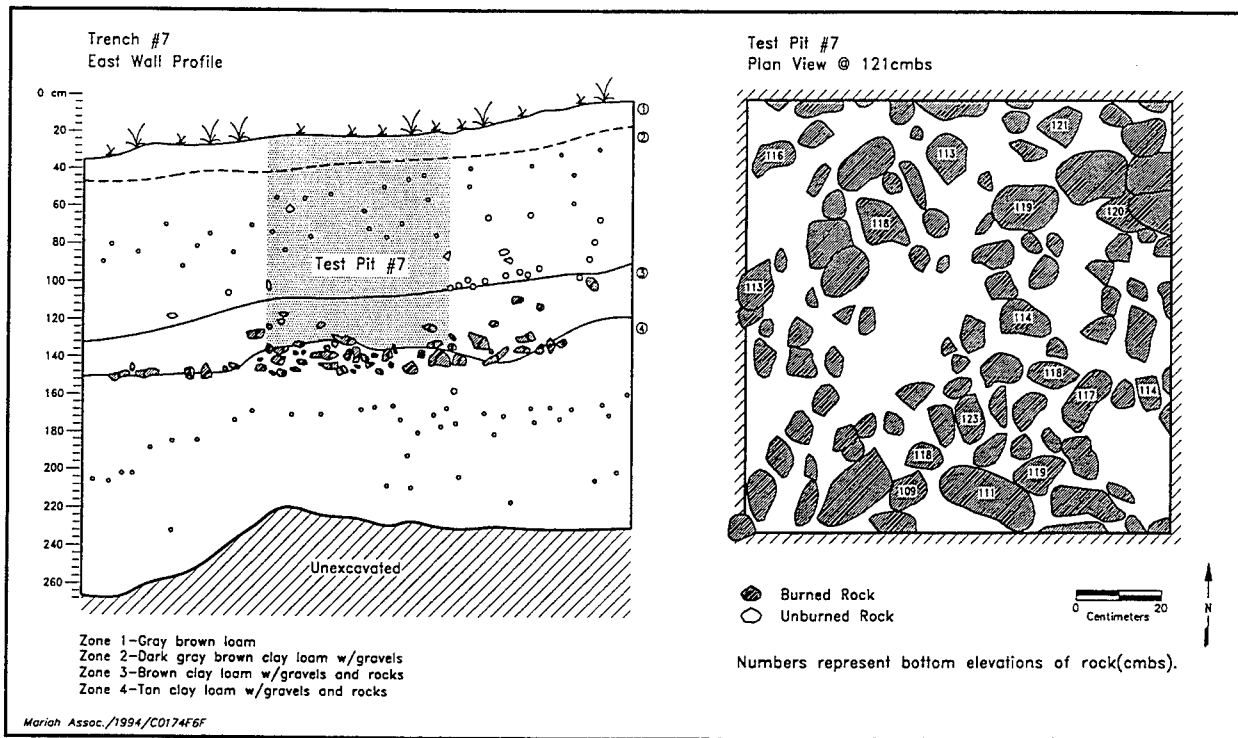 Trench #7
East Wall Profile
0 cm
20
40
60
80
100
120
140
160
180
200
220
240
260
1
2
3
4
Test Pit #7
Unexcavated
Zone 1-Gray brown loam
Zone 2-Dark gray brown clay loam w/gravels
Zone 3-Brown clay loam w/gravels and rocks
Zone 4-Tan clay loam w/gravels and rocks
Mariah Assoc./1994/C0174F6F
Test Pit #7
Plan View @ 121cmbs
121
116
113
119
118
120
113
114
118
117
114
123
118
119
109
111
Burned Rock
Unburned Rock
0 20
Centimeters
N
Numbers represent bottom elevations of rock(cmbs).